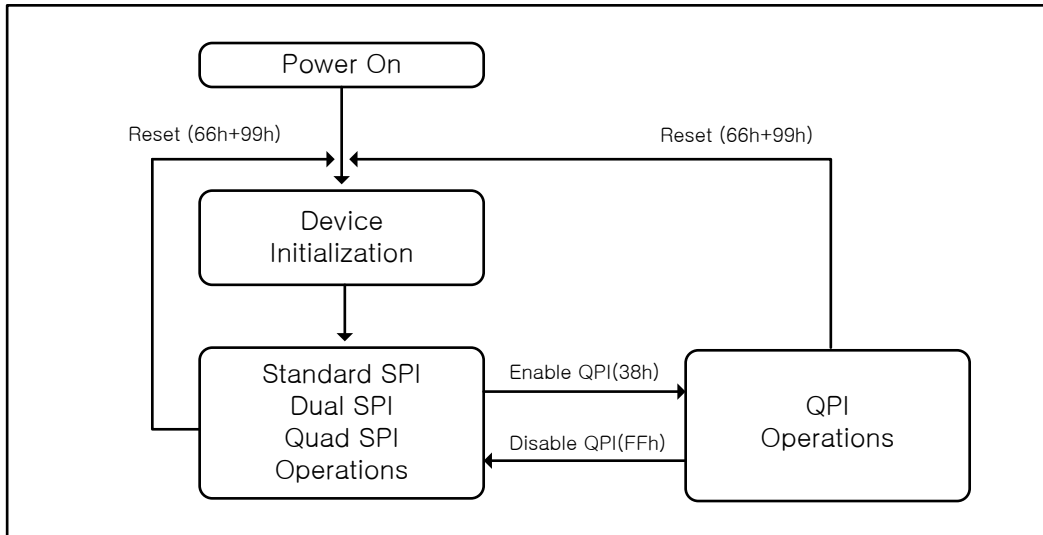 Power On
Reset (66h+99h)
Reset (66h+99h)
Device
Initialization
Standard SPI
Dual SPI
Quad SPI
Operations
Enable QPI(38h)
Disable QPI(FFh)
QPI
Operations